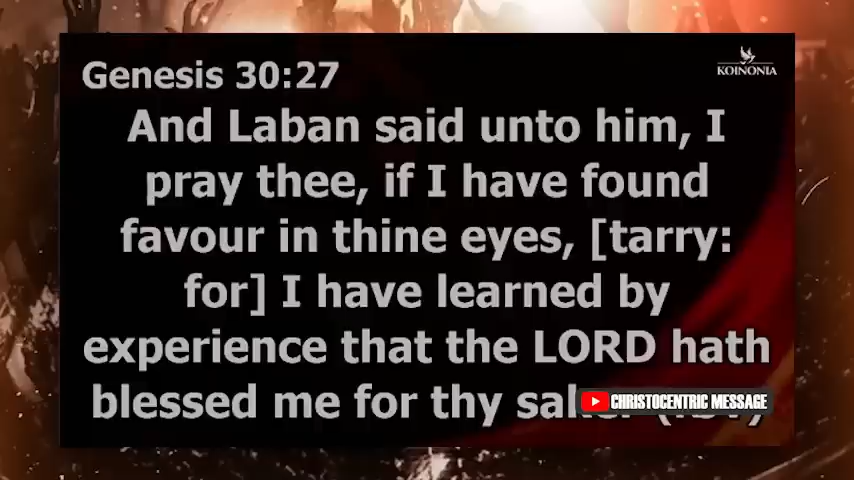 Genesis 30:27
KOINONIA
And Laban said unto him, I
pray thee, if I have found
favour in thine eyes, [tarry:
for] I have learned by
experience that the LORD hath
blessed me for thy
CHRISTOCENTRIC MESSAGE